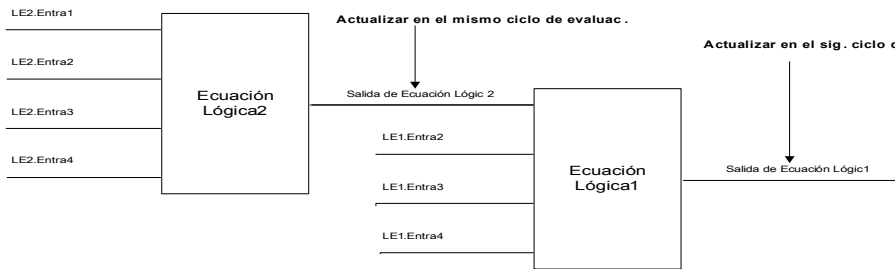 LE2.Entra1
Actualizar en el mismo ciclo de evaluac.
Actualizar en el sig. ciclo d
LE2.Entra2
Ecuación
Lógica2
Salida de Ecuación Lógic 2
LE2.Entra3
LE1.Entra2
LE2.Entra4
Ecuación
Lógica1
Salida de Ecuación Lógic1
LE1.Entra3
LE1.Entra4